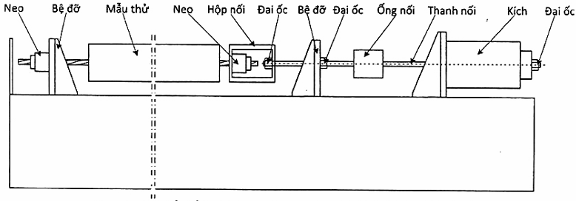 Neo Bệ đỡ Mẫu thử Neo Hộp nối Đai ốc Bệ đỡ Đai ốc Ống nối Thanh nối Kích Đai ốc